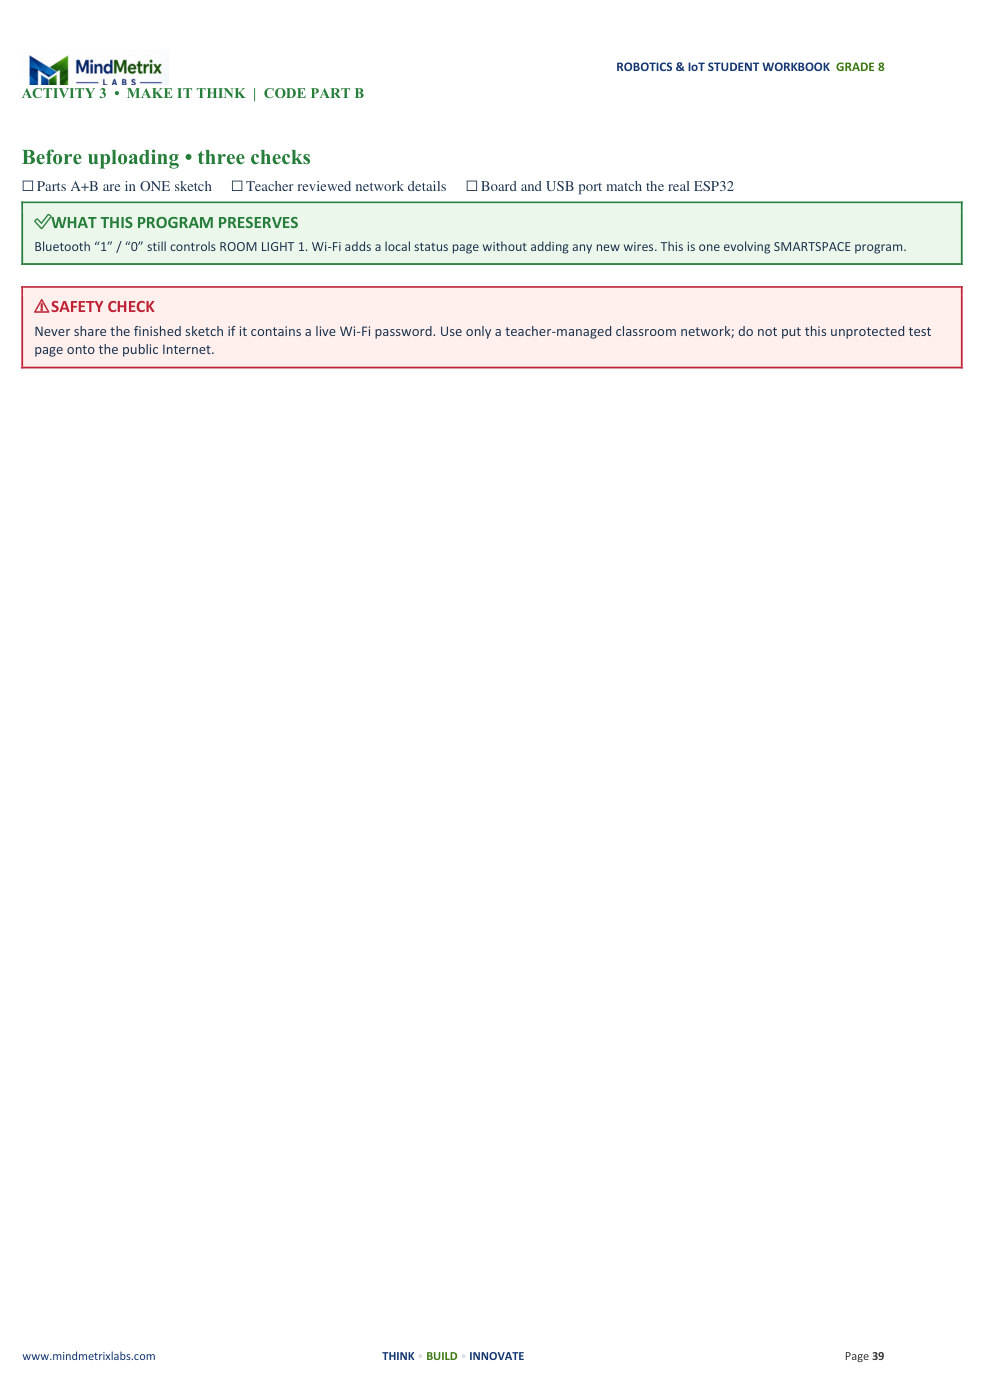 MindMetrix
LABS
ROBOTICS & IoT STUDENT WORKBOOK GRADE 8
ACTIVITY 3 • MAKE IT THINK | CODE PART B
Before uploading • three checks
☐ Parts A+B are in ONE sketch ☐ Teacher reviewed network details ☐ Board and USB port match the real ESP32
✅WHAT THIS PROGRAM PRESERVES
Bluetooth “1” / “0” still controls ROOM LIGHT 1. Wi-Fi adds a local status page without adding any new wires. This is one evolving SMARTSPACE program.
⚠SAFETY CHECK
Never share the finished sketch if it contains a live Wi-Fi password. Use only a teacher-managed classroom network; do not put this unprotected test
page onto the public Internet.
www.mindmetrixlabs.com THINK • BUILD • INNOVATE Page 39